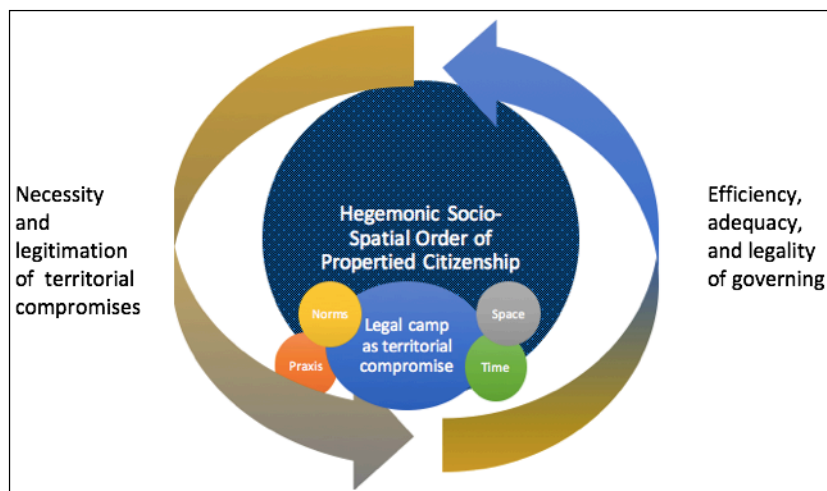 Necessity
and
legitimation
of territorial
compromises
Hegemonic Socio-
Spatial Order of
Propertied Citizenship
Norms
Space
Legal camp
as territorial
compromise
Praxis
Time
Efficiency,
adequacy,
and legality
of governing